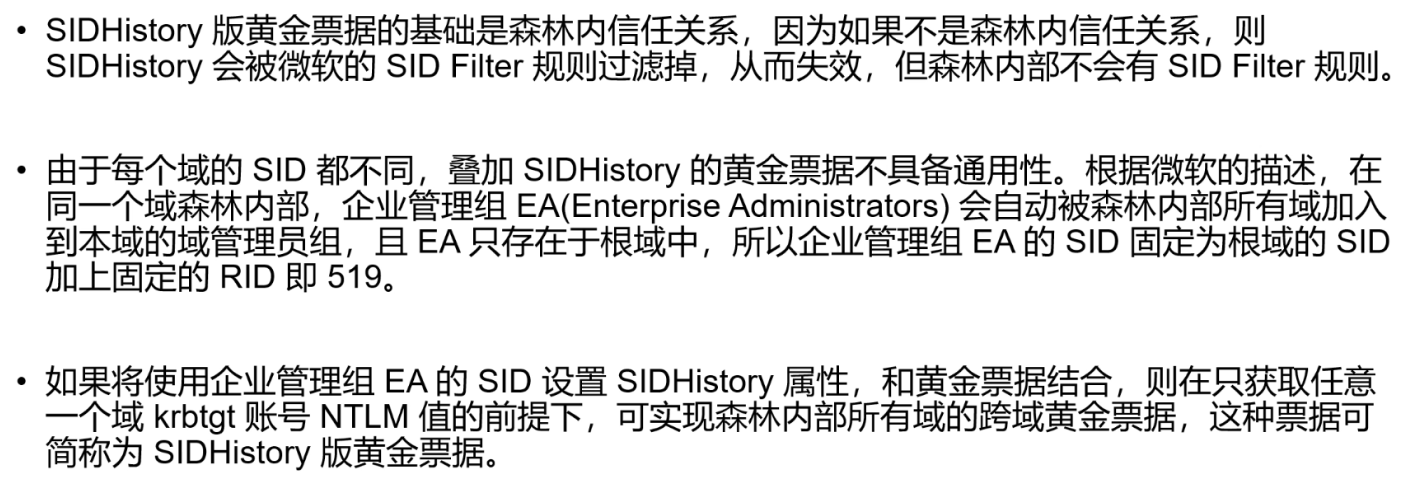 • SIDHistory 版黄金票据的基础是森林内信任关系，因为如果不是森林内信任关系，则
SIDHistory 会被微软的 SID Filter 规则过滤掉，从而失效，但森林内部不会有 SID Filter 规则。
• 由于每个域的 SID 都不同，叠加 SIDHistory 的黄金票据不具备通用性。根据微软的描述，在
同一个域森林内部，企业管理组 EA(Enterprise Administrators) 会自动被森林内部所有域加入
到本域的域管理员组，且 EA 只存在于根域中，所以企业管理组 EA 的 SID 固定为根域的 SID
加上固定的 RID 即 519。
• 如果将使用企业管理组 EA 的 SID 设置 SIDHistory 属性，和黄金票据结合，则在只获取任意
一个域 krbtgt 账号 NTLM 值的前提下，可实现森林内部所有域的跨域黄金票据，这种票据可
简称为 SIDHistory 版黄金票据。